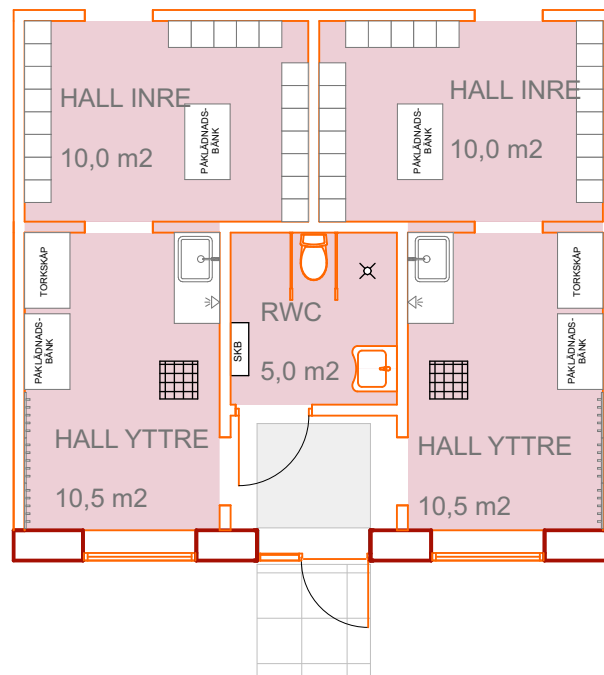 HALL INRE
10,0 m2
PÅKLÄDNADS-
BÄNK
HALL INRE
10,0 m2
PÅKLÄDNADS-
BÄNK
TORKSKÅP
PÅKLÄDNADS-
BÄNK
HALL YTTRE
10,5 m2
RWC
5,0 m2
SKB
TORKSKÅP
PÅKLÄDNADS-
BÄNK
HALL YTTRE
10,5 m2